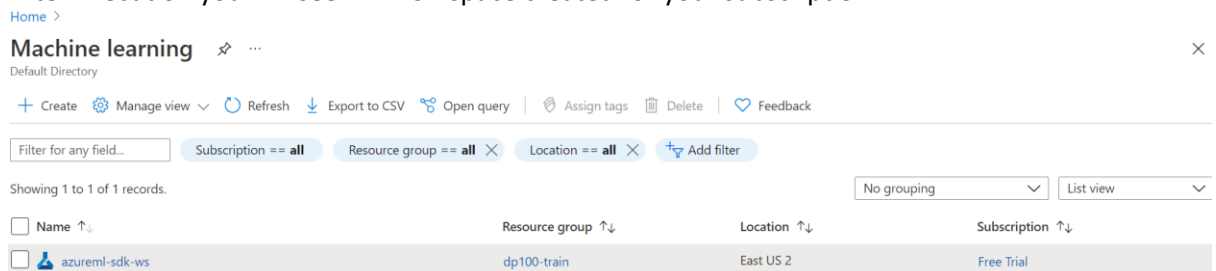 Home >
Machine learning ...
Default Directory
+ Create Manage view Refresh Export to CSV Open query Assign tags Delete Feedback
Filter for any field... Subscription == all Resource group == all Location == all Add filter
Showing 1 to 1 of 1 records.
No grouping List view
Name Resource group Location Subscription
azureml-sdk-ws dp100-train East US 2 Free Trial